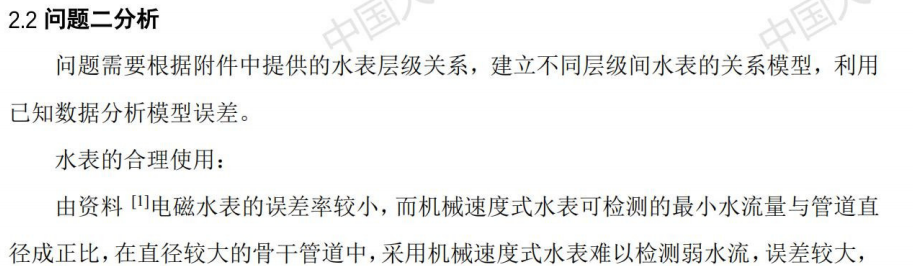 中国人
中国人
2.2 问题二分析
问题需要根据附件中提供的水表层级关系，建立不同层级间水表的关系模型，利用
已知数据分析模型误差。
水表的合理使用：
由资料 [1]电磁水表的误差率较小，而机械速度式水表可检测的最小水流量与管道直
径成正比，在直径较大的骨干管道中，采用机械速度式水表难以检测弱水流，误差较大，